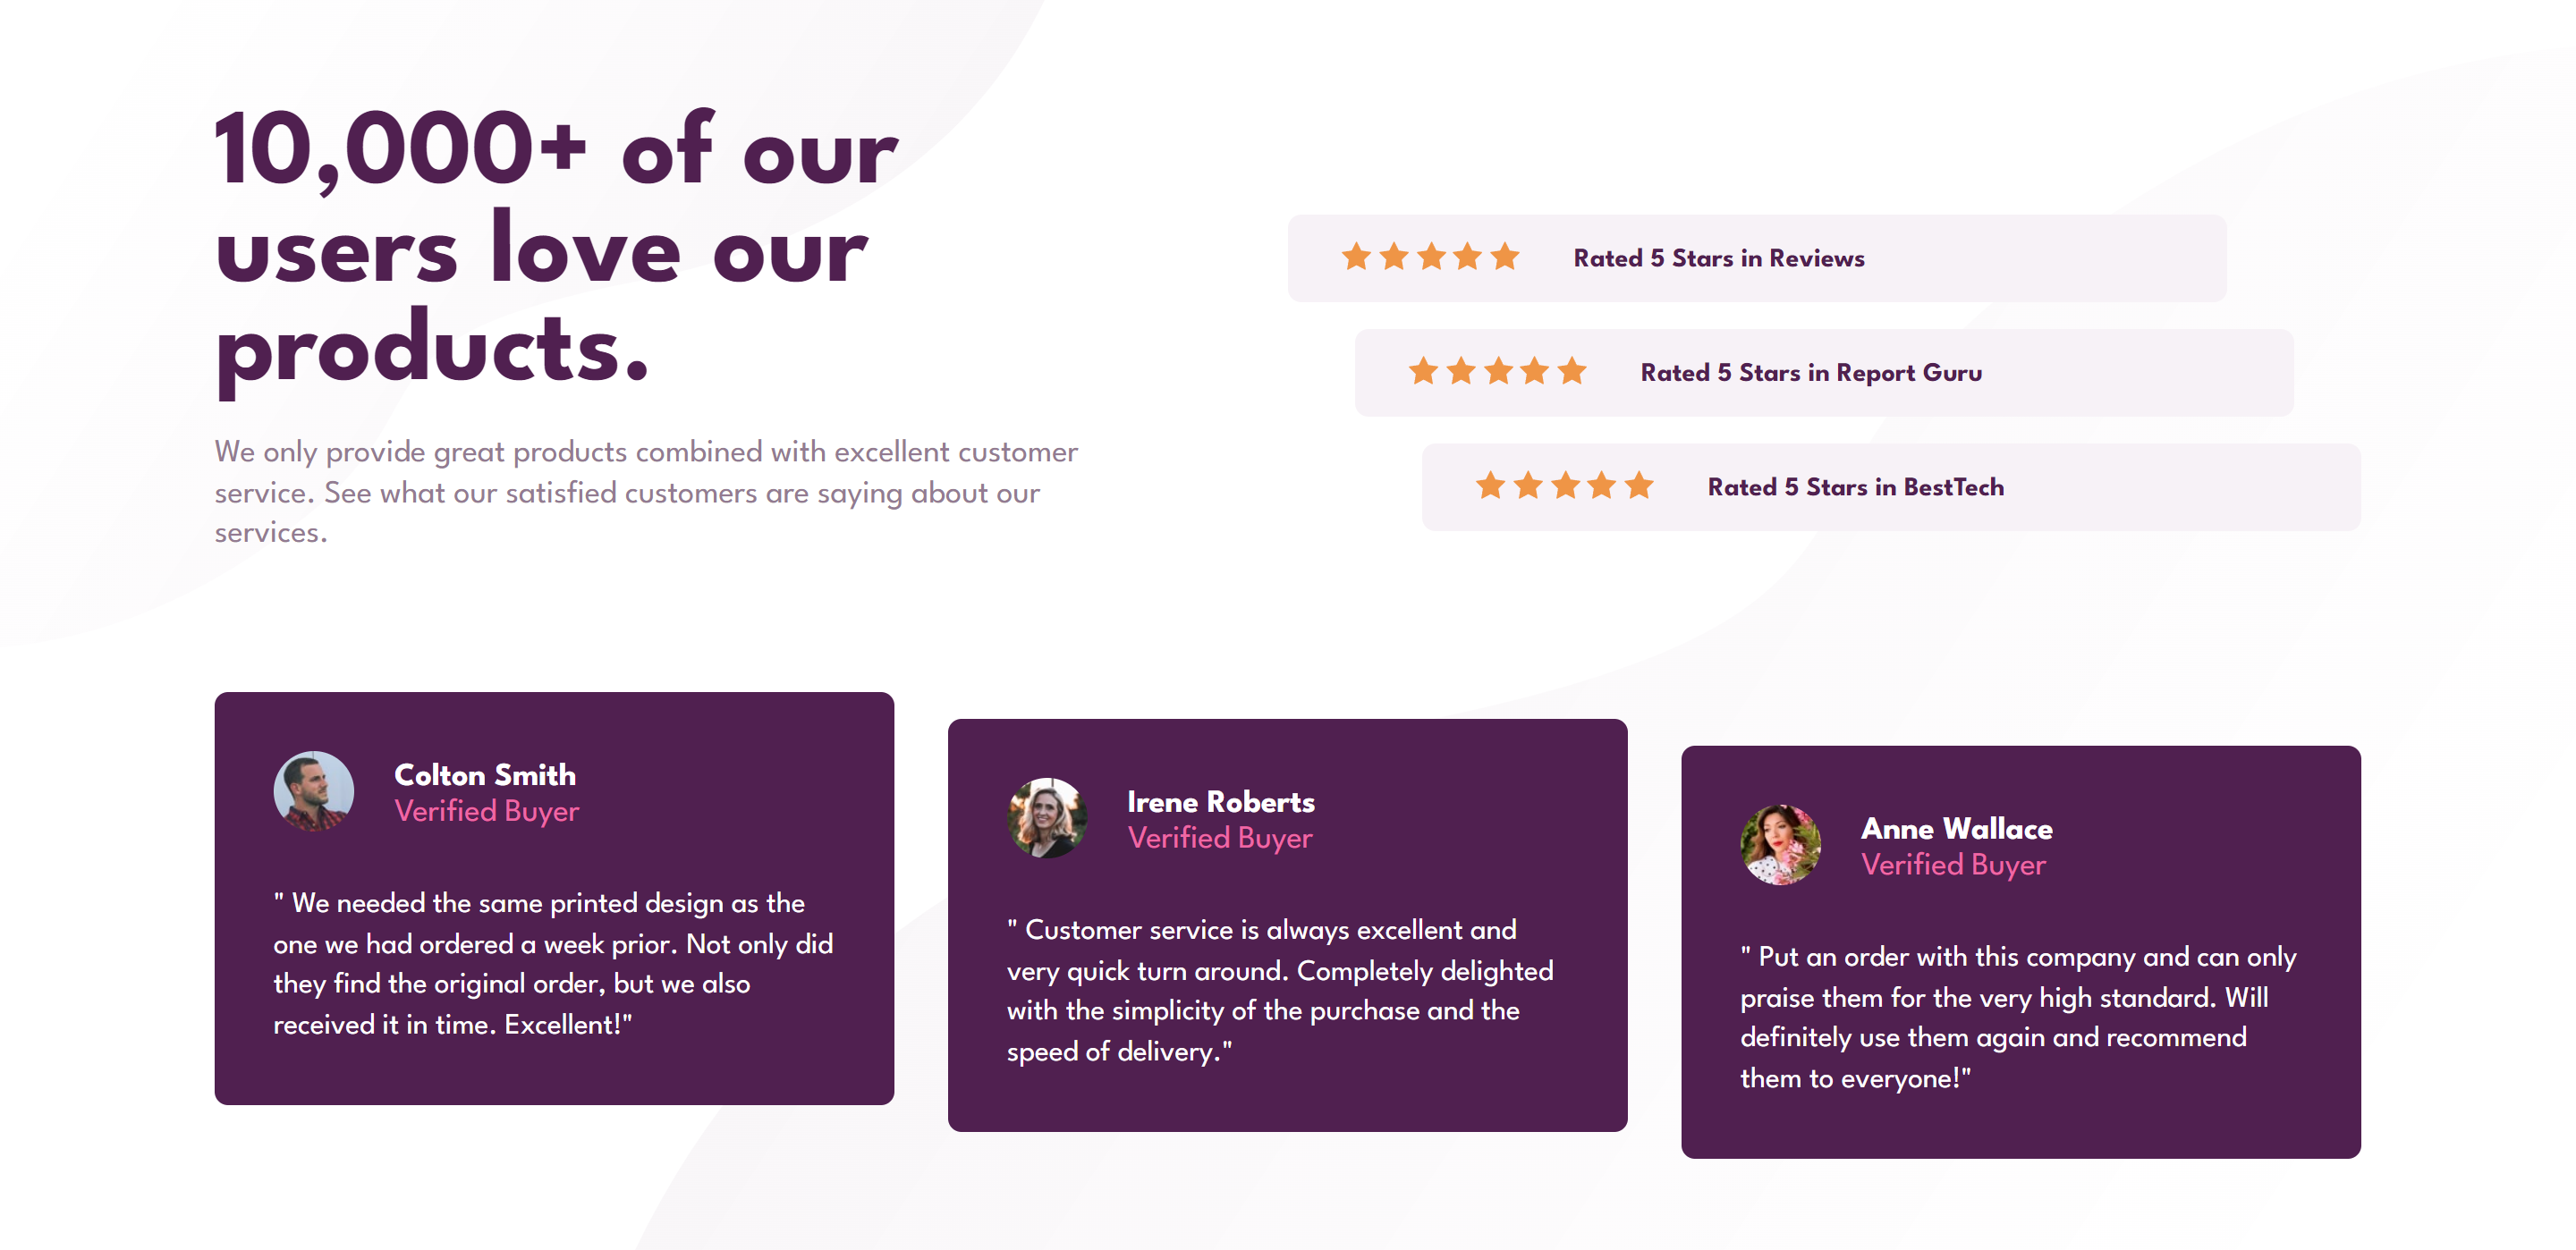 10,000+ of our
users love our
products.
We only provide great products combined with excellent customer
service. See what our satisfied customers are saying about our
services.
Rated 5 Stars in Reviews
Rated 5 Stars in Report Guru
Rated 5 Stars in BestTech
Colton Smith
Verified Buyer
" We needed the same printed design as the
one we had ordered a week prior. Not only did
they find the original order, but we also
received it in time. Excellent!"
Irene Roberts
Verified Buyer
" Customer service is always excellent and
very quick turn around. Completely delighted
with the simplicity of the purchase and the
speed of delivery."
Anne Wallace
Verified Buyer
" Put an order with this company and can only
praise them for the very high standard. Will
definitely use them again and recommend
them to everyone!"